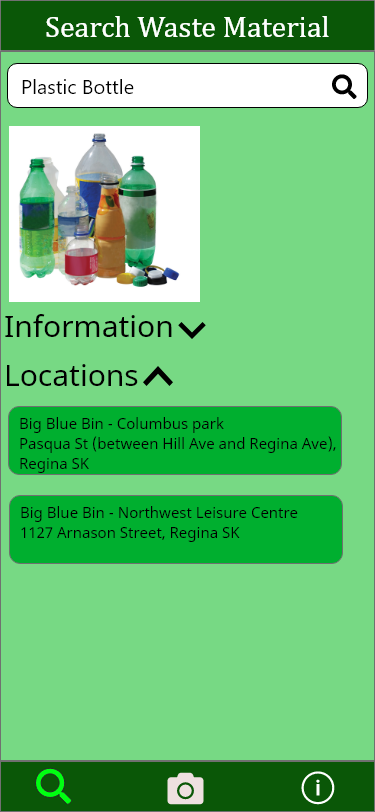 Search Waste Material
Plastic Bottle
Information
Locations
Big Blue Bin - Columbus park
Pasqua St (between Hill Ave and Regina Ave),
Regina SK
Big Blue Bin - Northwest Leisure Centre
1127 Arnason Street, Regina SK